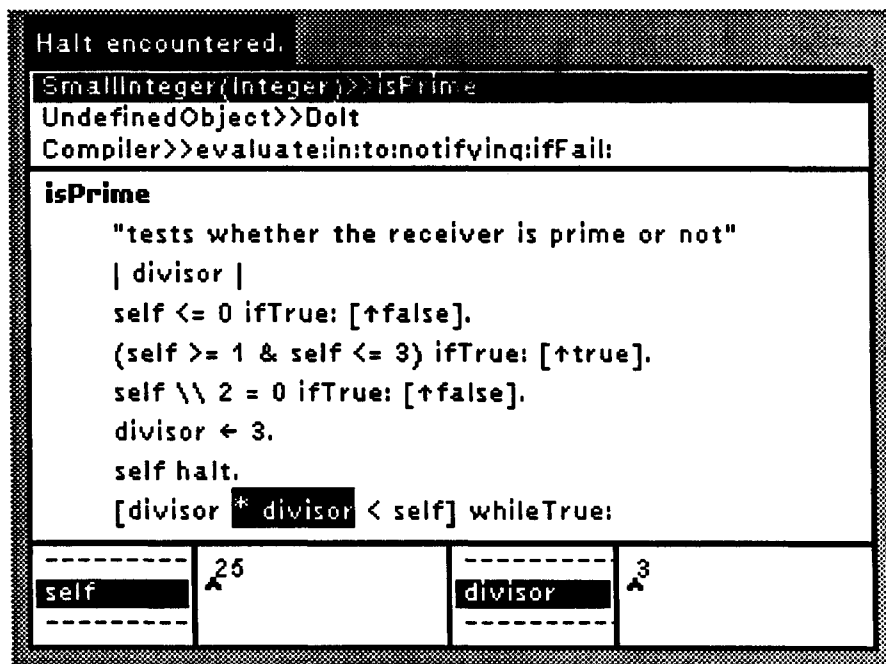 Halt encountered.
SmallInteger(Integer)>>isPrime
UndefinedObject>>DoIt
Compiler>>evaluate:in:to:notifying:ifFail:
isPrime
"tests whether the receiver is prime or not"
| divisor |
self <= 0 ifTrue: [↑false].
(self >= 1 & self <= 3) ifTrue: [↑true].
self \\ 2 = 0 ifTrue: [↑false].
divisor ← 3.
self halt.
[divisor * divisor < self] whileTrue:
self
25
divisor
3